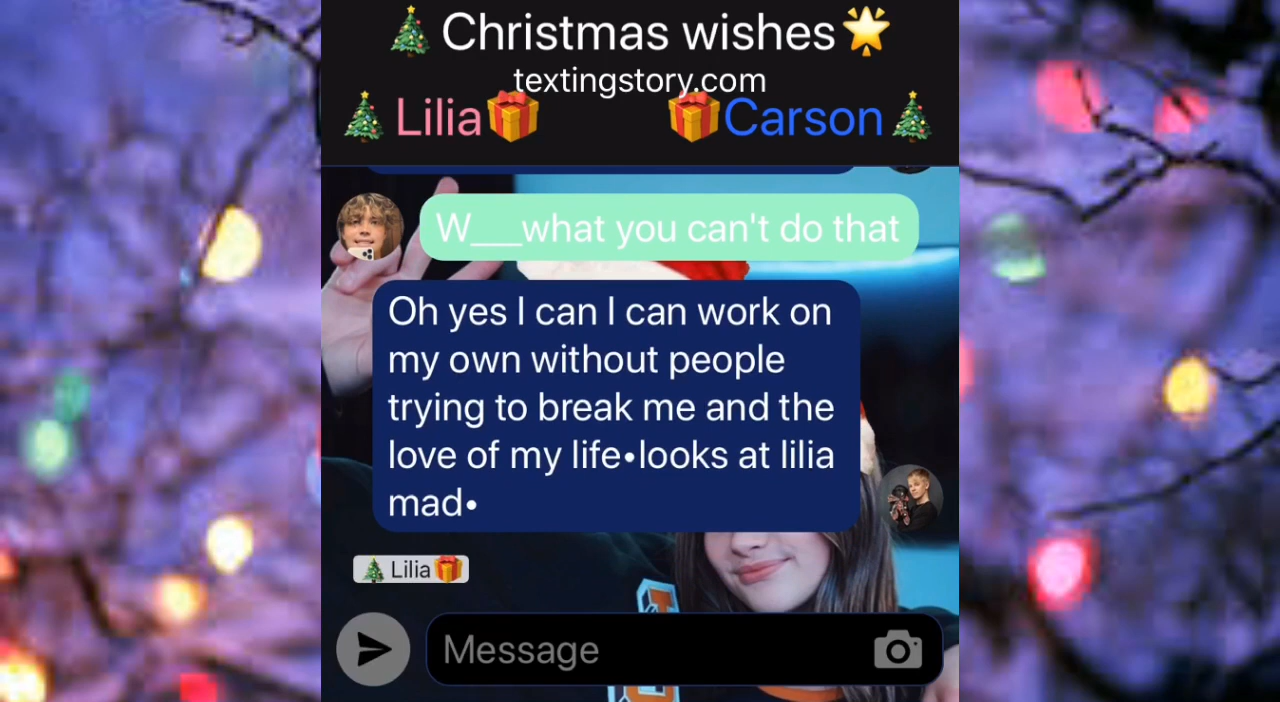 🎄Christmas wishes🌟
textingstory.com
🎄Lilia🎁 🎁Carson🎄
W___what you can't do that
Oh yes I can I can work on
my own without people
trying to break me and the
love of my life•looks at lilia
mad•
🎄Lilia🎁
Message